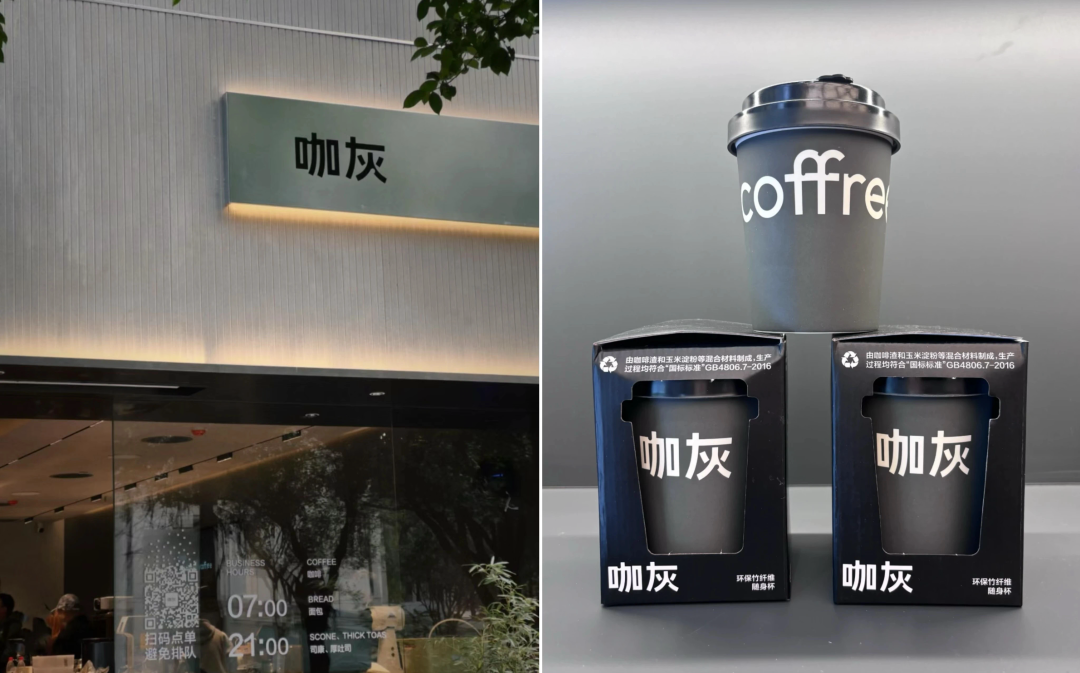 咖灰
BUSINESS
HOURS
07:00
21:00
扫码点单
避免排队
COFFEE
咖啡
BREAD
面包
SCONE、THICK TOAS
司康、厚吐司
coffree
由咖啡渣和玉米淀粉等混合材料制成,生产
过程均符合"国标标准"GB4806.7-2016
咖灰
咖灰
环保竹纤维
随身杯
由咖啡渣和玉米淀粉等混合材料制成,生产
过程均符合"国标标准"GB4806.7-2016
咖灰
咖灰
环保竹纤维
随身杯